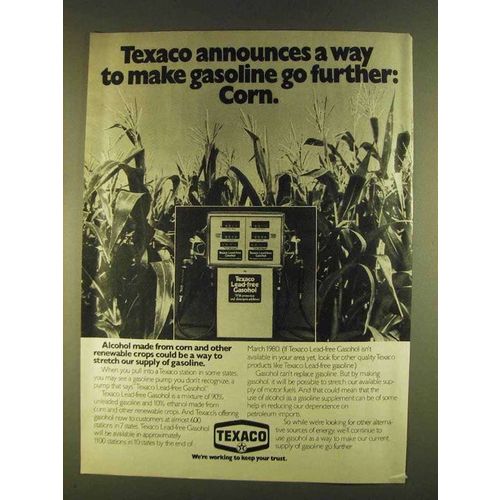 Texaco announces a way
to make gasoline go further:
Corn.
Texaco
Lead-free
Gasohol
Alcohol made from corn and other
renewable crops could be a way to
stretch our supply of gasoline.
When you pull into a Texaco station in some states,
you may see a gasoline pump you don't recognize, a
pump that says "Texaco Lead-free Gasohol."
Texaco Lead-free Gasohol is a mixture of 90%
unleaded gasoline and 10% ethanol made from
corn and other renewable crops. And Texaco's offering
gasohol now to customers at almost 600
stations in 7 states. Texaco Lead-free Gasohol
will be available in approximately
1100 stations in 10 states by the end of
March 1980. (If Texaco Lead-free Gasohol isn't
available in your area yet, look for other quality Texaco
products like Texaco Lead-free gasoline.)
Gasohol can't replace gasoline. But by making
gasohol, it will be possible to stretch our available sup-
ply of motor fuels. And that could mean that the
use of alcohol as a gasoline supplement can be of some
help in reducing our dependence on
petroleum imports.
So while we're looking for other alterna-
tive sources of energy, we'll continue to
use gasohol as a way to make our current
supply of gasoline go further.
TEXACO
We're working to keep your trust.